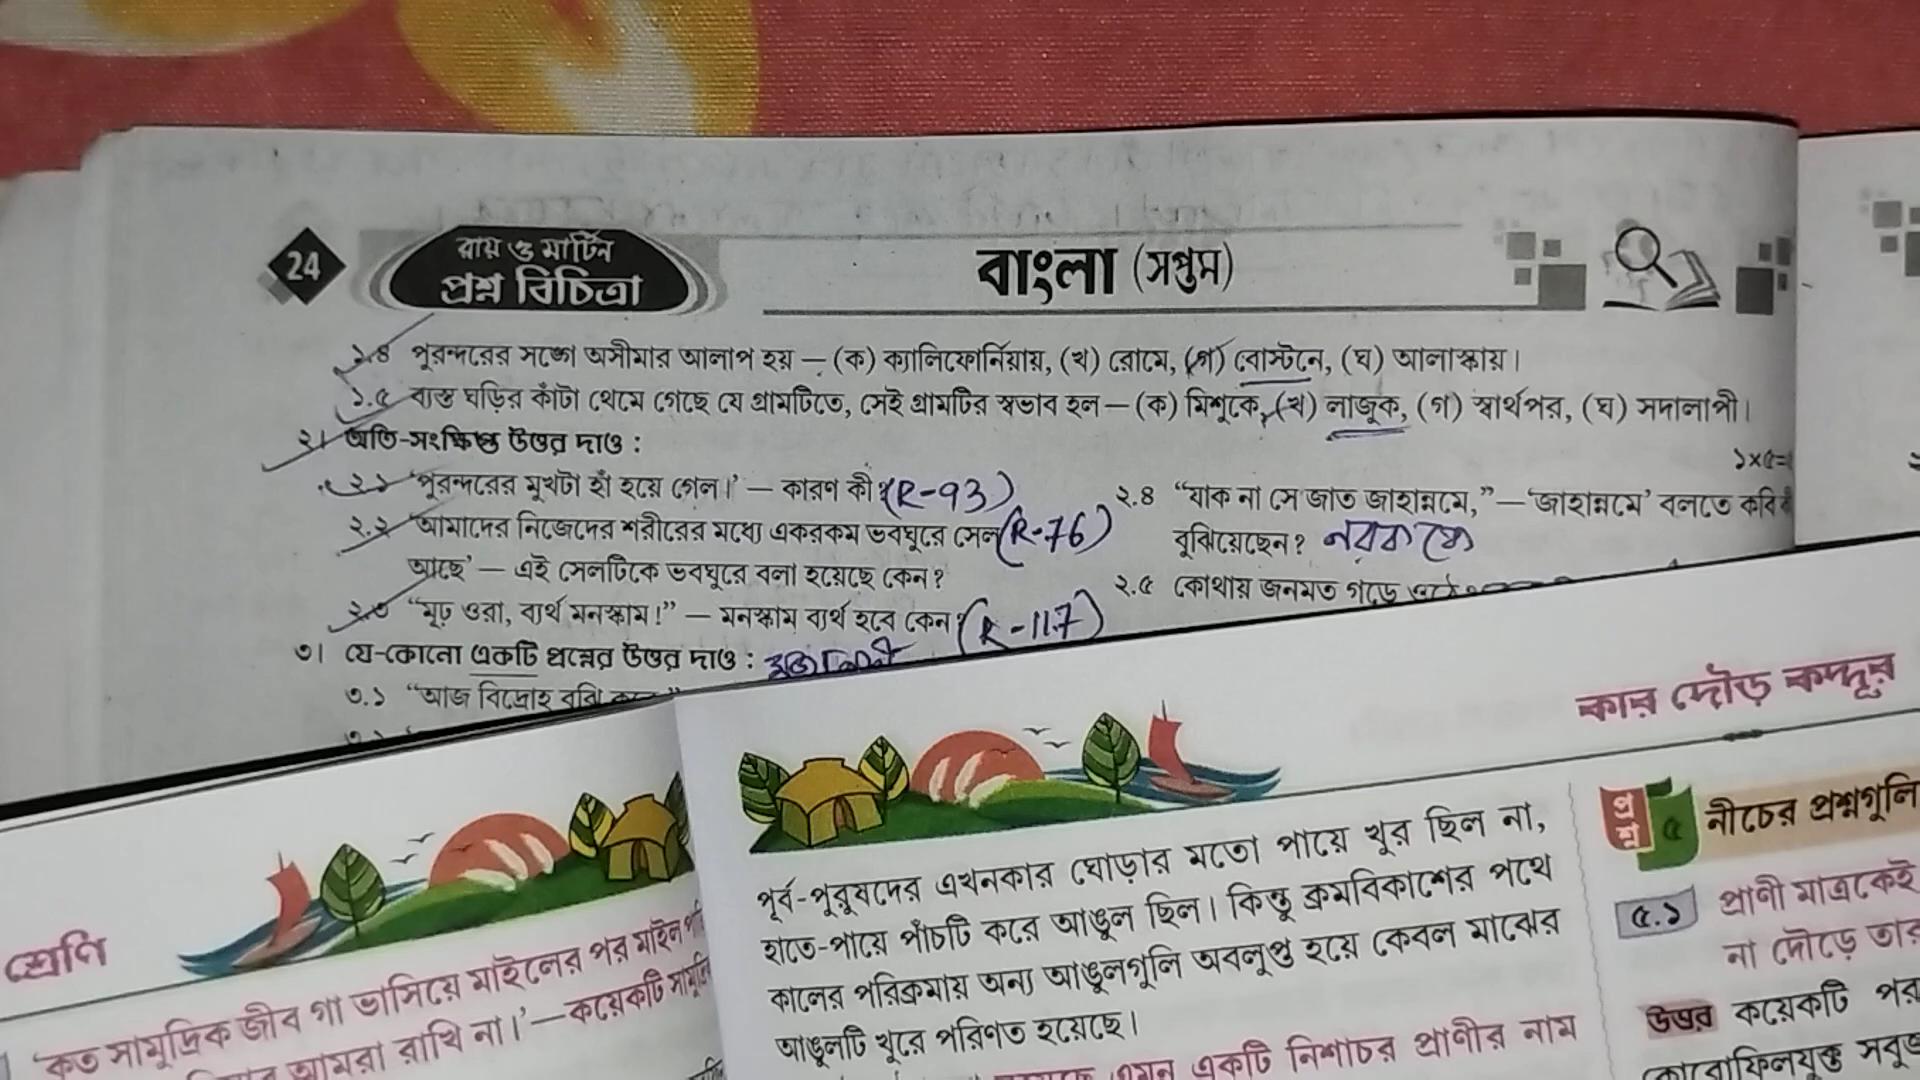 24
রায় ও মার্টিন
প্রশ্ন বিচিত্রা
বাংলা (সপ্তম)
১.৪ পুরন্দরের সঙ্গে অসীমার আলাপ হয় — (ক) ক্যালিফোর্নিয়ায়, (খ) রোমে, (গ) বোস্টনে, (ঘ) আলাস্কায়।
১.৫ ব্যস্ত ঘড়ির কাঁটা থেমে গেছে যে গ্রামটিতে, সেই গ্রামটির স্বভাব হল — (ক) মিশুকে, (খ) লাজুক, (গ) স্বার্থপর, (ঘ) সদালাপী।
২। অতি-সংক্ষিপ্ত উত্তর দাও :
১×৫=
২.১ 'পুরন্দরের মুখটা হাঁ হয়ে গেল।' — কারণ কী? (R-93)
২.২ 'আমাদের নিজেদের শরীরের মধ্যে একরকম ভবঘুরে সেল (R-76)
আছে' — এই সেলটিকে ভবঘুরে বলা হয়েছে কেন?
২.৩ "মূঢ় ওরা, ব্যর্থ মনস্কাম!" — মনস্কাম ব্যর্থ হবে কেন? (R-117)
২.৪ "যাক না সে জাত জাহান্নমে," — 'জাহান্নমে' বলতে কবি
বুঝিয়েছেন?
২.৫ কোথায় জনমত গড়ে
৩। যে-কোনো একটি প্রশ্নের উত্তর দাও :
৩.১ "আজ বিদ্রোহ বুঝি
শ্রেণি
'কত সামুদ্রিক জীব গা ভাসিয়ে মাইলের পর মাইল
আমরা রাখি না।' — কয়েকটি
কার দৌড় কদ্দূর
পূর্ব-পুরুষদের এখনকার ঘোড়ার মতো পায়ে খুর ছিল না,
হাতে-পায়ে পাঁচটি করে আঙুল ছিল। কিন্তু ক্রমবিকাশের পথে
কালের পরিক্রমায় অন্য আঙুলগুলি অবলুপ্ত হয়ে কেবল মাঝের
আঙুলটি খুরে পরিণত হয়েছে।
এমন একটি নিশাচর প্রাণীর নাম
প্রশ্ন ৫ নীচের প্রশ্নগুলি
৫.১ প্রাণী মাত্রকেই
না দৌড়ে তার
উত্তর কয়েকটি
সবুজ